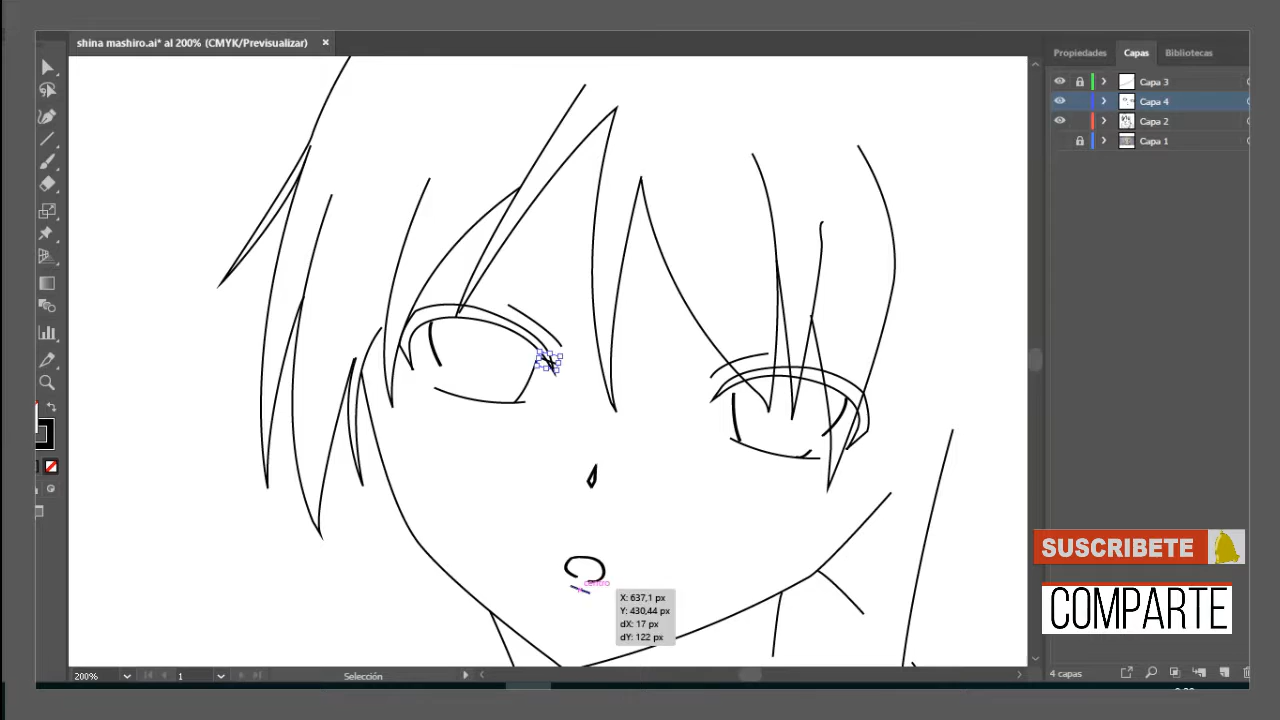 shina mashiro.ai* al 200% (CMYK/Previsualizar)
Propiedades Capas Bibliotecas
Capa 3
Capa 4
Capa 2
Capa 1
SUSCRIBETE
COMPARTE
centro
X: 637,1 px
Y: 430,44 px
dX: 17 px
dY: 122 px
200% 1 Selección
4 capas